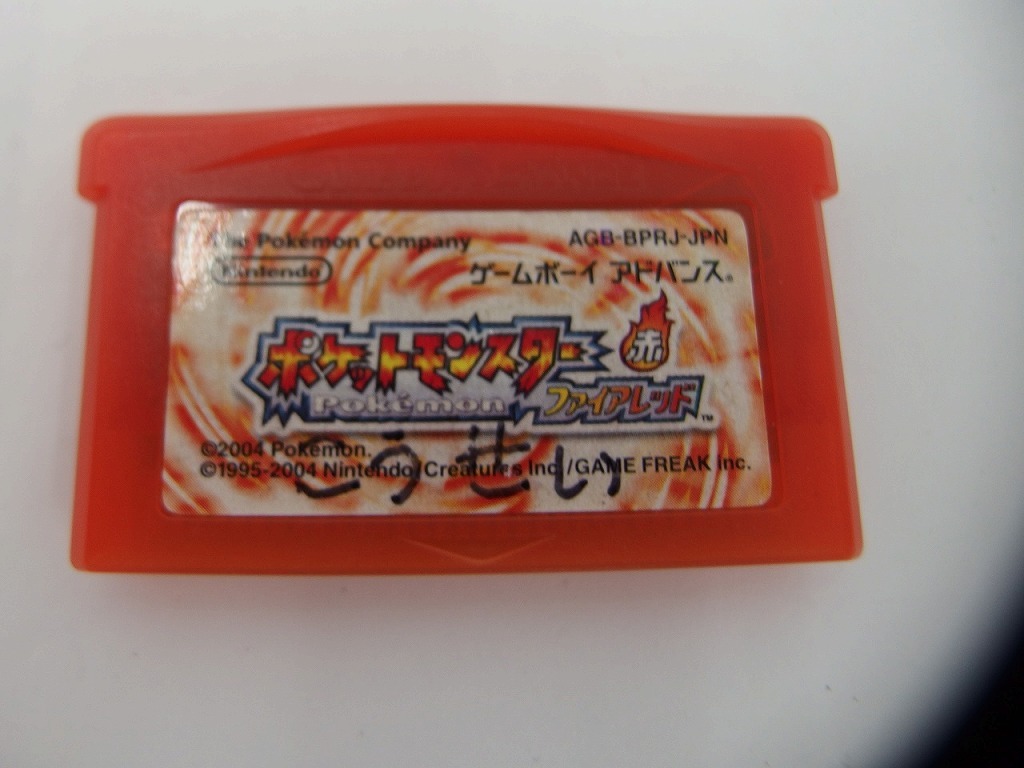 The Pokémon Company AGB-BPRJ-JPN
Nintendo ゲームボーイ アドバンス®
ポケットモンスター 赤
Pokémon ファイアレッド™
©2004 Pokémon.
©1995-2004 Nintendo/Creatures Inc./GAME FREAK inc.
こうせい